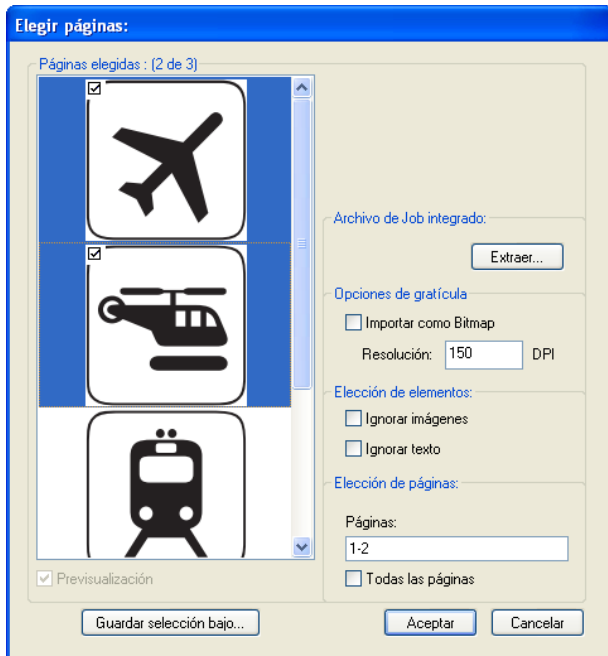 Elegir páginas:
Páginas elegidas : (2 de 3)
Archivo de Job integrado:
Extraer...
Opciones de gratícula
Importar como Bitmap
Resolución: 150 DPI
Elección de elementos:
Ignorar imágenes
Ignorar texto
Elección de páginas:
Páginas:
1-2
Previsualización
Todas las páginas
Guardar selección bajo...
Aceptar
Cancelar